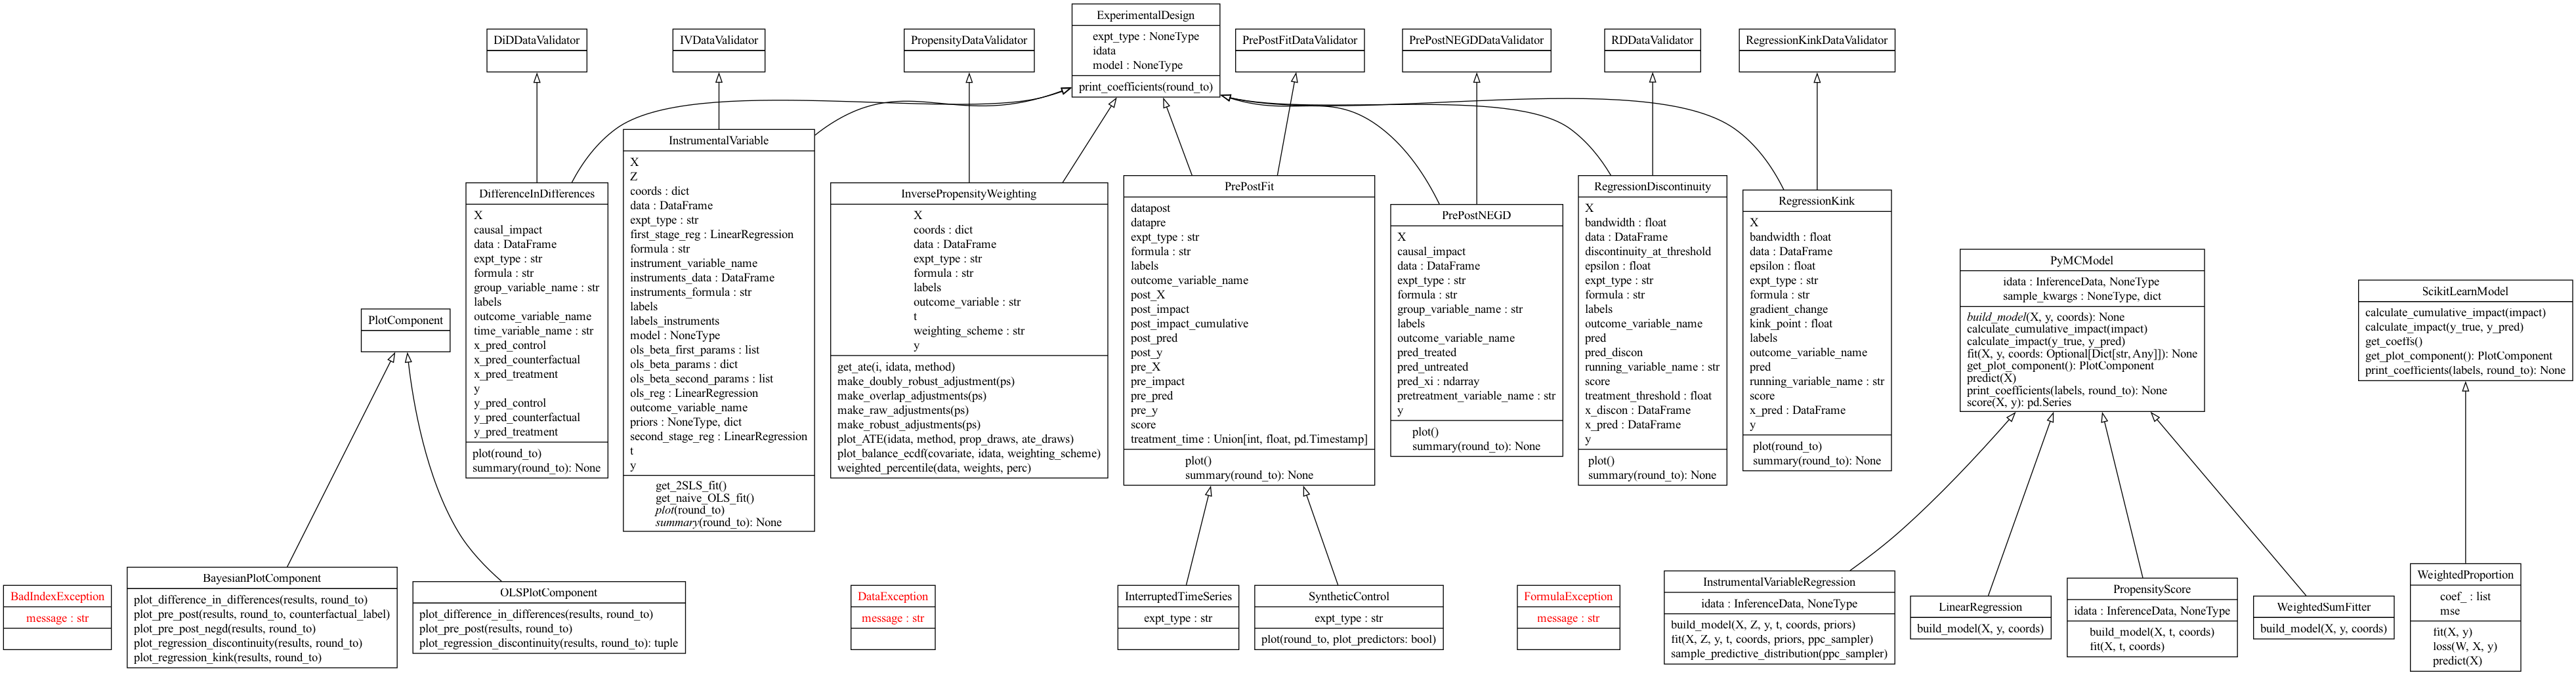 ExperimentalDesign
expt_type : NoneType
idata
model : NoneType
print_coefficients(round_to)
DiDDataValidator
IVDataValidator
PropensityDataValidator
PrePostFitDataValidator
PrePostNEGDDataValidator
RDDataValidator
RegressionKinkDataValidator
DifferenceInDifferences
X
causal_impact
data : DataFrame
expt_type : str
formula : str
group_variable_name : str
labels
outcome_variable_name
time_variable_name : str
x_pred_control
x_pred_counterfactual
x_pred_treatment
y
y_pred_control
y_pred_counterfactual
y_pred_treatment
plot(round_to)
summary(round_to): None
InstrumentalVariable
X
Z
coords : dict
data : DataFrame
expt_type : str
first_stage_reg : LinearRegression
formula : str
instrument_variable_name
instruments_data : DataFrame
instruments_formula : str
labels
labels_instruments
model : NoneType
ols_beta_first_params : list
ols_beta_params : dict
ols_beta_second_params : list
ols_reg : LinearRegression
outcome_variable_name
priors : NoneType, dict
second_stage_reg : LinearRegression
t
y
get_2SLS_fit()
get_naive_OLS_fit()
plot(round_to)
summary(round_to): None
InversePropensityWeighting
X
coords : dict
data : DataFrame
expt_type : str
formula : str
labels
outcome_variable : str
t
weighting_scheme : str
y
get_ate(i, idata, method)
make_doubly_robust_adjustment(ps)
make_overlap_adjustments(ps)
make_raw_adjustments(ps)
make_robust_adjustments(ps)
plot_ATE(idata, method, prop_draws, ate_draws)
plot_balance_ecdf(covariate, idata, weighting_scheme)
weighted_percentile(data, weights, perc)
PrePostFit
datapost
datapre
expt_type : str
formula : str
labels
outcome_variable_name
post_X
post_impact
post_impact_cumulative
post_pred
post_y
pre_X
pre_impact
pre_pred
pre_y
score
treatment_time : Union[int, float, pd.Timestamp]
plot()
summary(round_to): None
PrePostNEGD
X
causal_impact
data : DataFrame
expt_type : str
formula : str
group_variable_name : str
labels
outcome_variable_name
pred_treated
pred_untreated
pred_xi : ndarray
pretreatment_variable_name : str
y
plot()
summary(round_to): None
RegressionDiscontinuity
X
bandwidth : float
data : DataFrame
discontinuity_at_threshold
epsilon : float
expt_type : str
formula : str
labels
outcome_variable_name
pred
pred_discon
running_variable_name : str
score
treatment_threshold : float
x_discon : DataFrame
x_pred : DataFrame
y
plot()
summary(round_to): None
RegressionKink
X
bandwidth : float
data : DataFrame
epsilon : float
expt_type : str
formula : str
gradient_change
kink_point : float
labels
outcome_variable_name
pred
running_variable_name : str
score
x_pred : DataFrame
y
plot(round_to)
summary(round_to): None
PlotComponent
PyMCModel
idata : InferenceData, NoneType
sample_kwargs : NoneType, dict
build_model(X, y, coords): None
calculate_cumulative_impact(impact)
calculate_impact(y_true, y_pred)
fit(X, y, coords: Optional[Dict[str, Any]]): None
get_plot_component(): PlotComponent
predict(X)
print_coefficients(labels, round_to): None
score(X, y): pd.Series
ScikitLearnModel
calculate_cumulative_impact(impact)
calculate_impact(y_true, y_pred)
get_coeffs()
get_plot_component(): PlotComponent
print_coefficients(labels, round_to): None
BadIndexException
message : str
BayesianPlotComponent
plot_difference_in_differences(results, round_to)
plot_pre_post(results, round_to, counterfactual_label)
plot_pre_post_negd(results, round_to)
plot_regression_discontinuity(results, round_to)
plot_regression_kink(results, round_to)
OLSPlotComponent
plot_difference_in_differences(results, round_to)
plot_pre_post(results, round_to)
plot_regression_discontinuity(results, round_to): tuple
DataException
message : str
InterruptedTimeSeries
expt_type : str
SyntheticControl
expt_type : str
plot(round_to, plot_predictors: bool)
FormulaException
message : str
InstrumentalVariableRegression
idata : InferenceData, NoneType
build_model(X, Z, y, t, coords, priors)
fit(X, Z, y, t, coords, priors, ppc_sampler)
sample_predictive_distribution(ppc_sampler)
LinearRegression
build_model(X, y, coords)
PropensityScore
idata : InferenceData, NoneType
build_model(X, t, coords)
fit(X, t, coords)
WeightedSumFitter
build_model(X, y, coords)
WeightedProportion
coef_ : list
mse
fit(X, y)
loss(W, X, y)
predict(X)